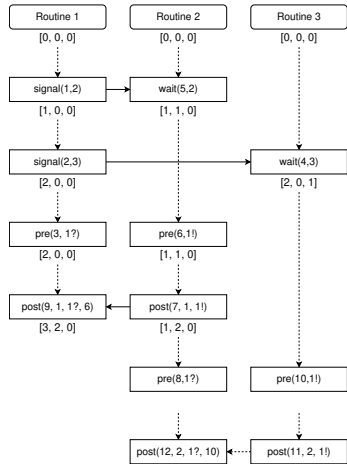 Routine 1 Routine 2 Routine 3
[0, 0, 0] [0, 0, 0] [0, 0, 0]
signal(1,2) wait(5,2)
[1, 0, 0] [1, 1, 0]
signal(2,3) wait(4,3)
[2, 0, 0] [2, 0, 1]
pre(3, 1?) pre(6,1!)
[2, 0, 0] [1, 1, 0]
post(9, 1, 1?, 6) post(7, 1, 1!)
[3, 2, 0] [1, 2, 0]
pre(8,1?) pre(10,1!)
post(12, 2, 1?, 10) post(11, 2, 1!)